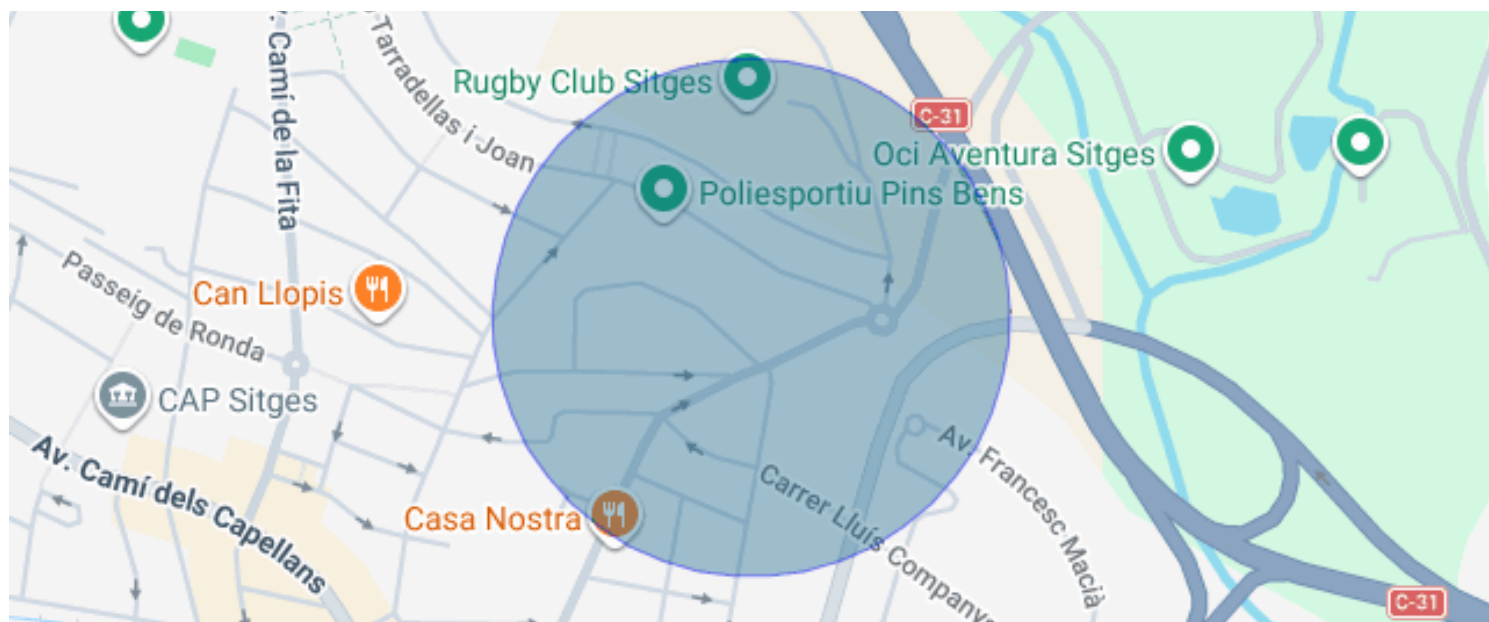 Camí de la Fita
Tarradellas i Joan
Rugby Club Sitges
C-31
Oci Aventura Sitges
Poliesportiu Pins Bens
Passeig de Ronda
Can Llopis
CAP Sitges
Av. Camí dels Capellans
Casa Nostra
Carrer Lluís Companys
Av. Francesc Macià
C-31